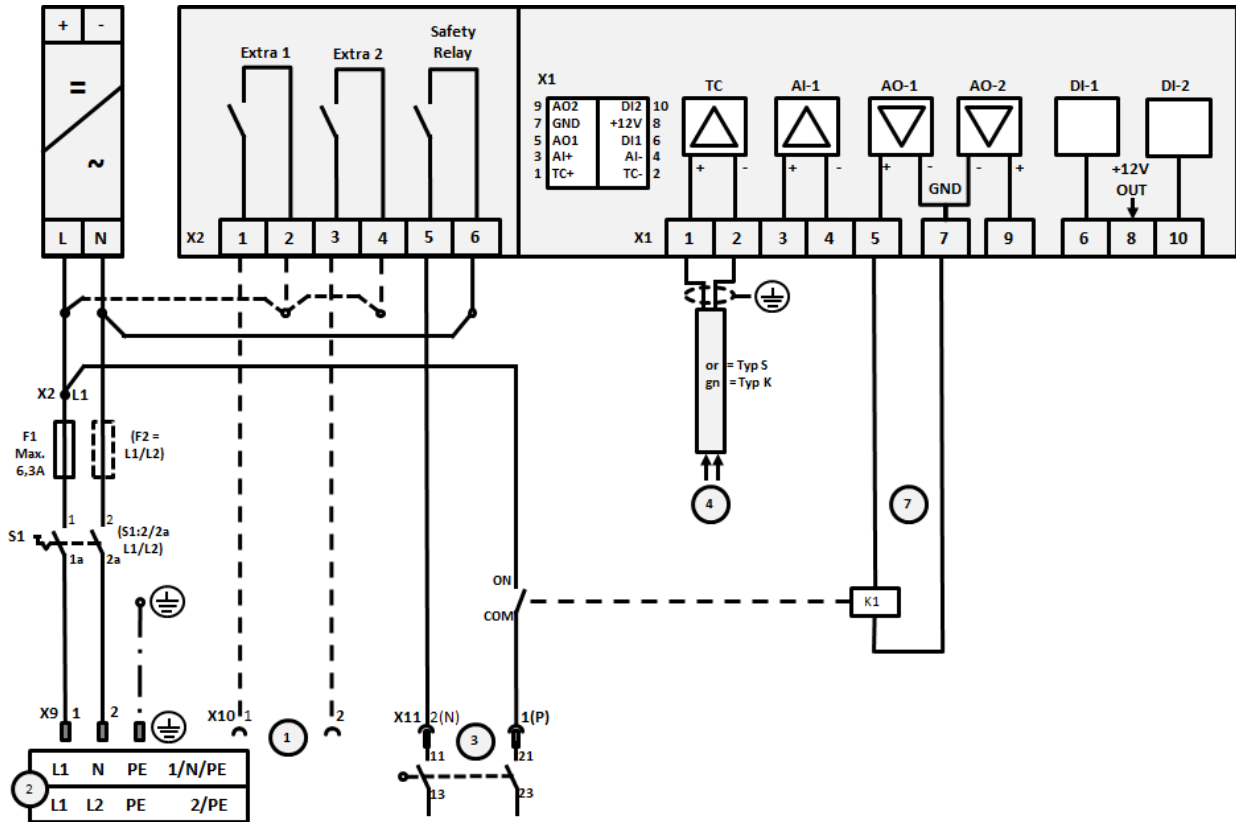 + -
=
~
L N
Extra 1 Extra 2 Safety Relay
X2 1 2 3 4 5 6
X1
9 AO2 DI2 10
7 GND +12V 8
5 AO1 DI1 6
3 AI+ AI- 4
1 TC+ TC- 2
TC AI-1 AO-1 AO-2 DI-1 DI-2
+ - + - + - - +
GND
+12V
OUT
X1 1 2 3 4 5 7 9 6 8 10
or = Typ S
gn = Typ K
4
7
X2 L1
F1
Max.
6,3A
(F2 =
L1/L2)
S1
1 2
1a 2a
(S1:2/2a
L1/L2)
ON
COM
K1
X9 1 2
X10 1 2
1
X11 2(N) 1(P)
3
11 21
13 23
2
L1 N PE 1/N/PE
L1 L2 PE 2/PE